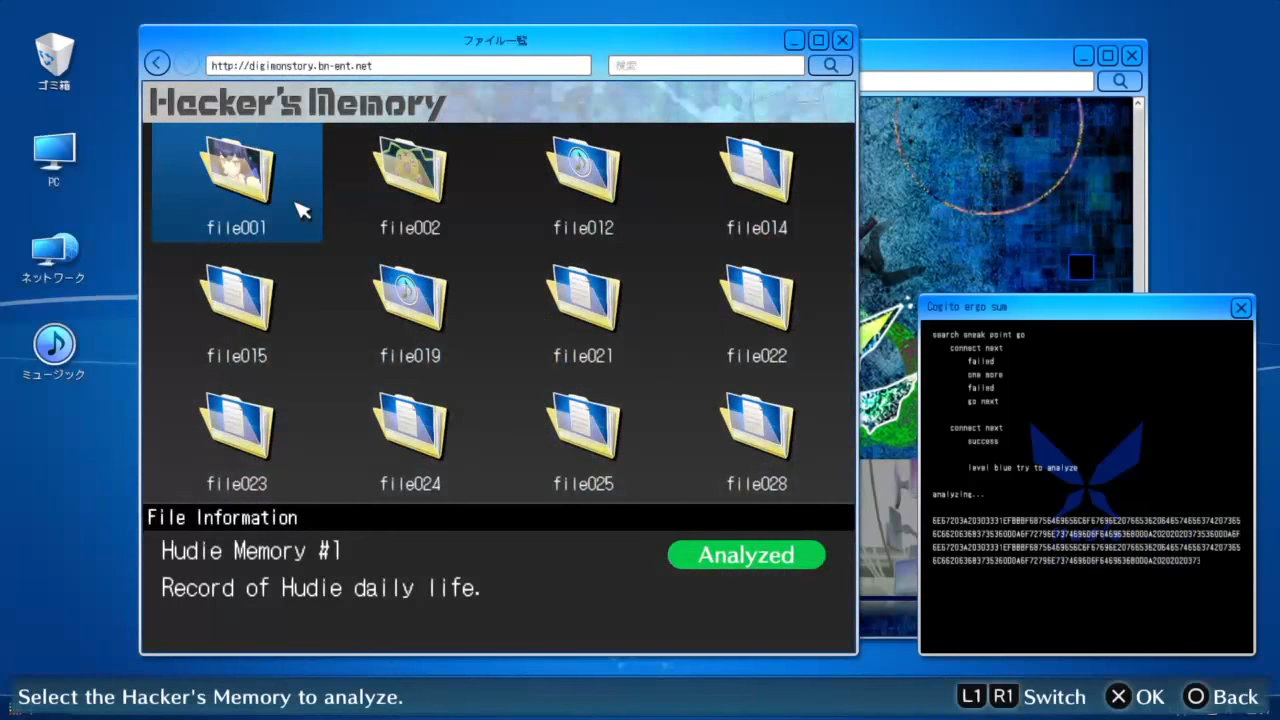 ゴミ箱
PC
ネットワーク
ミュージック
ファイル一覧
http://digimonstory.bn-ent.net
検索
Hacker's Memory
file001
file002
file012
file014
file015
file019
file021
file022
file023
file024
file025
file028
File Information
Hudie Memory #1
Analyzed
Record of Hudie daily life.
Cogito ergo sum
search sneak point go
connect next
failed
one more
failed
go next
connect next
success
level blue try to analyze
analyzing...
Select the Hacker's Memory to analyze.
L1 R1 Switch
OK
Back